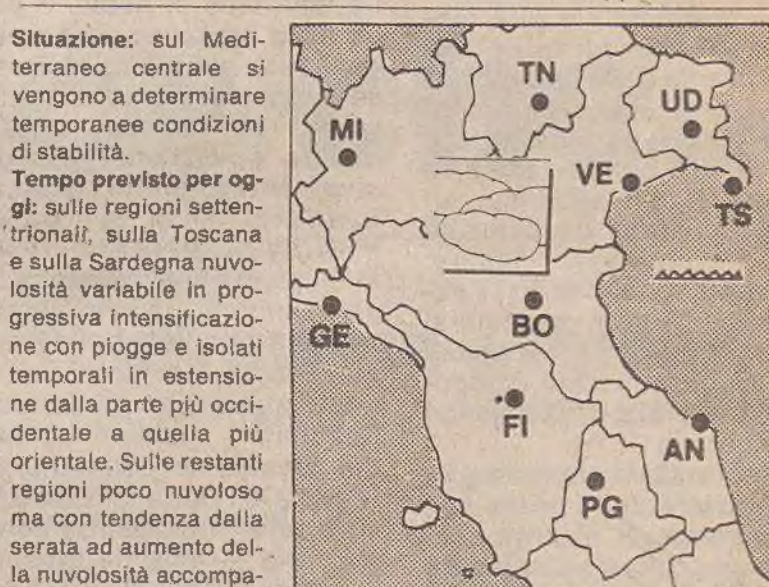 Situazione: sul Medi-
terraneo centrale si
vengono a determinare
temporanee condizioni
di stabilità.
Tempo previsto per og-
gi: sulle regioni setten-
trionali, sulla Toscana
e sulla Sardegna nuvo-
losità variabile in pro-
gressiva intensificazio-
ne con piogge e isolati
temporali in estensio-
ne dalla parte più occi-
dentale a quella più
orientale. Sulle restanti
regioni poco nuvoloso
ma con tendenza dalla
serata ad aumento del-
la nuvolosità accompa-
TN
UD
MI
VE
TS
GE
BO
FI
AN
PG